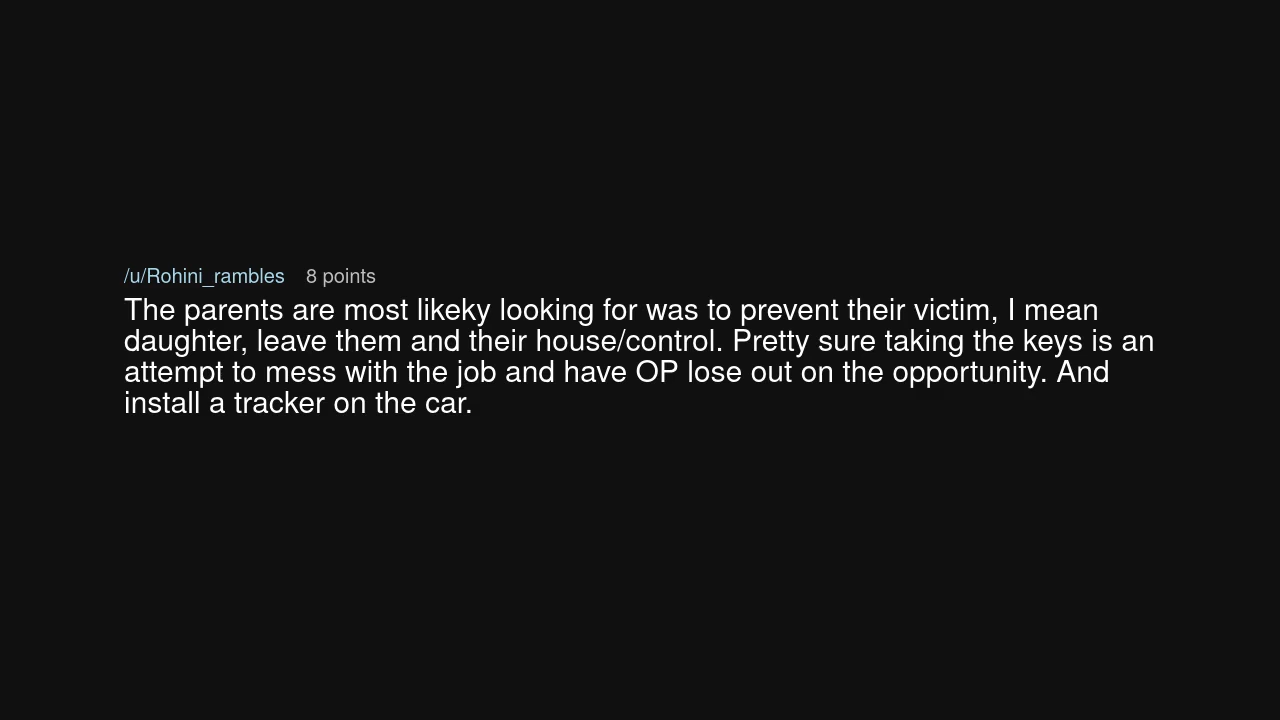 /u/Rohini_rambles 8 points
The parents are most likeky looking for was to prevent their victim, I mean
daughter, leave them and their house/control. Pretty sure taking the keys is an
attempt to mess with the job and have OP lose out on the opportunity. And
install a tracker on the car.